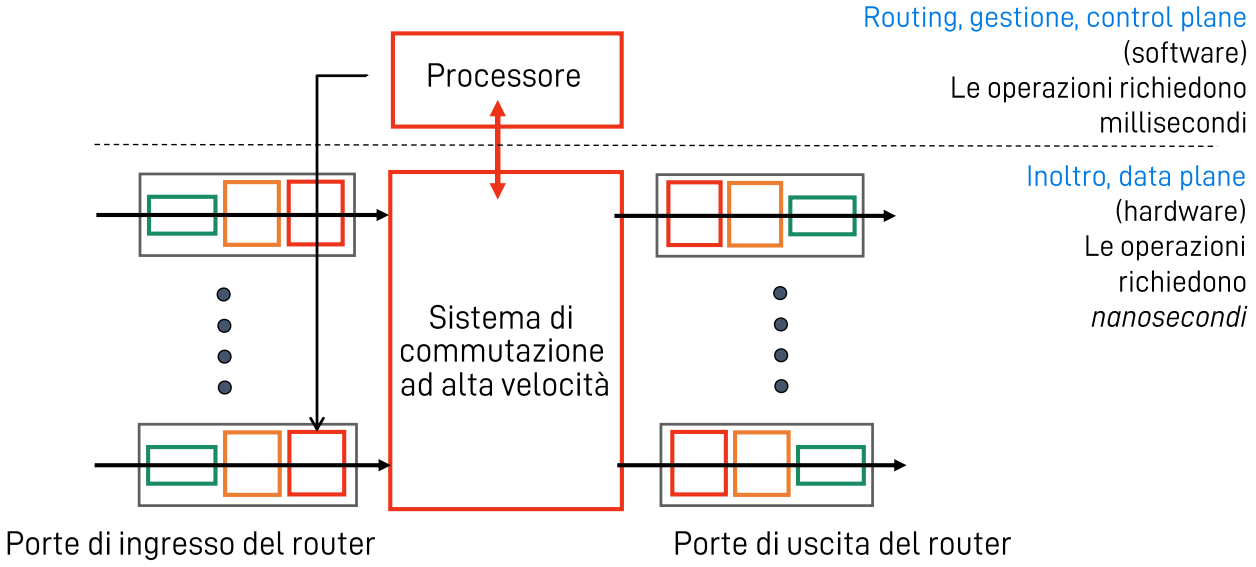 Routing, gestione, control plane
(software)
Le operazioni richiedono
millisecondi
Processore
Inoltro, data plane
(hardware)
Le operazioni
richiedono
nanosecondi
Sistema di
commutazione
ad alta velocità
Porte di ingresso del router
Porte di uscita del router